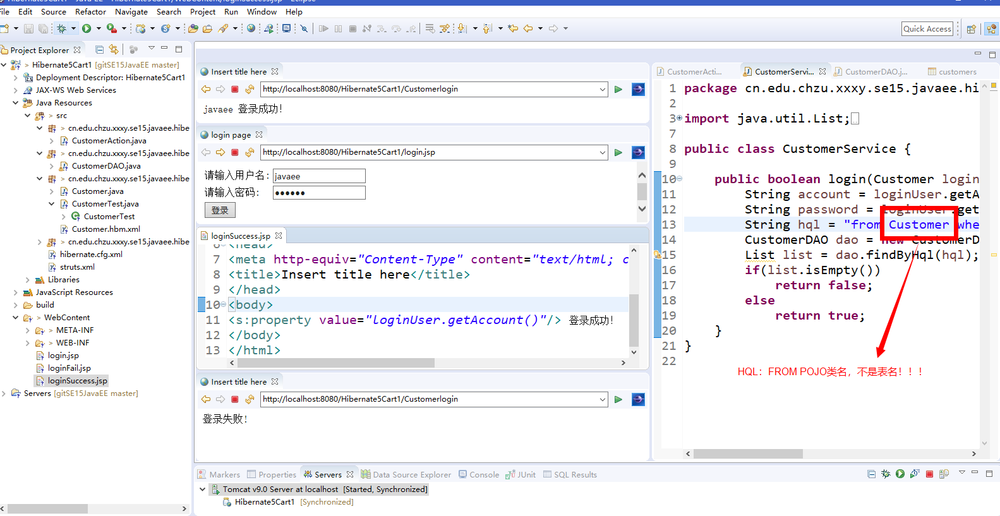 Hibernate5Cart1 - Java EE - Hibernate5Cart1/WebContent/loginSuccess.jsp - Eclipse
File Edit Source Refactor Navigate Search Project Run Window Help
Quick Access
Project Explorer
> Hibernate5Cart1 [gitSE15JavaEE master]
Deployment Descriptor: Hibernate5Cart1
JAX-WS Web Services
Java Resources
> src
> cn.edu.chzu.xxxy.se15.javaee.hibe
> CustomerAction.java
> cn.edu.chzu.xxxy.se15.javaee.hibe
> CustomerDAO.java
> cn.edu.chzu.xxxy.se15.javaee.hibe
> Customer.java
CustomerTest.java
> CustomerTest
Customer.hbm.xml
> cn.edu.chzu.xxxy.se15.javaee.hibe
hibernate.cfg.xml
struts.xml
Libraries
JavaScript Resources
build
> WebContent
> META-INF
> WEB-INF
login.jsp
loginFail.jsp
loginSuccess.jsp
Servers [gitSE15JavaEE master]
Insert title here
http://localhost:8080/Hibernate5Cart1/Customerlogin
javaee 登录成功!
login page
http://localhost:8080/Hibernate5Cart1/login.jsp
请输入用户名: javaee
请输入密码: ●●●●●●
登录
loginSuccess.jsp
6 </head>
7 <meta http-equiv="Content-Type" content="text/html; c
8 <title>Insert title here</title>
9 </head>
10 <body>
11 <s:property value="loginUser.getAccount()"/> 登录成功!
12 </body>
13 </html>
Insert title here
http://localhost:8080/Hibernate5Cart1/Customerlogin
登录失败!
CustomerActi... CustomerServi... CustomerDAO.j... customers
1 package cn.edu.chzu.xxxy.se15.javaee.hi
2
3 import java.util.List;
7
8 public class CustomerService {
9
10 public boolean login(Customer login
11 String account = loginUser.getA
12 String password = loginUser.get
13 String hql = "from Customer whe
14 CustomerDAO dao = new CustomerD
15 List list = dao.findByHql(hql);
16 if(list.isEmpty())
17 return false;
18 else
19 return true;
20 }
21 }
22
HQL：FROM POJO类名，不是表名！！！
Markers Properties Servers Data Source Explorer Console JUnit SQL Results
Tomcat v9.0 Server at localhost [Started, Synchronized]
Hibernate5Cart1 [Synchronized]